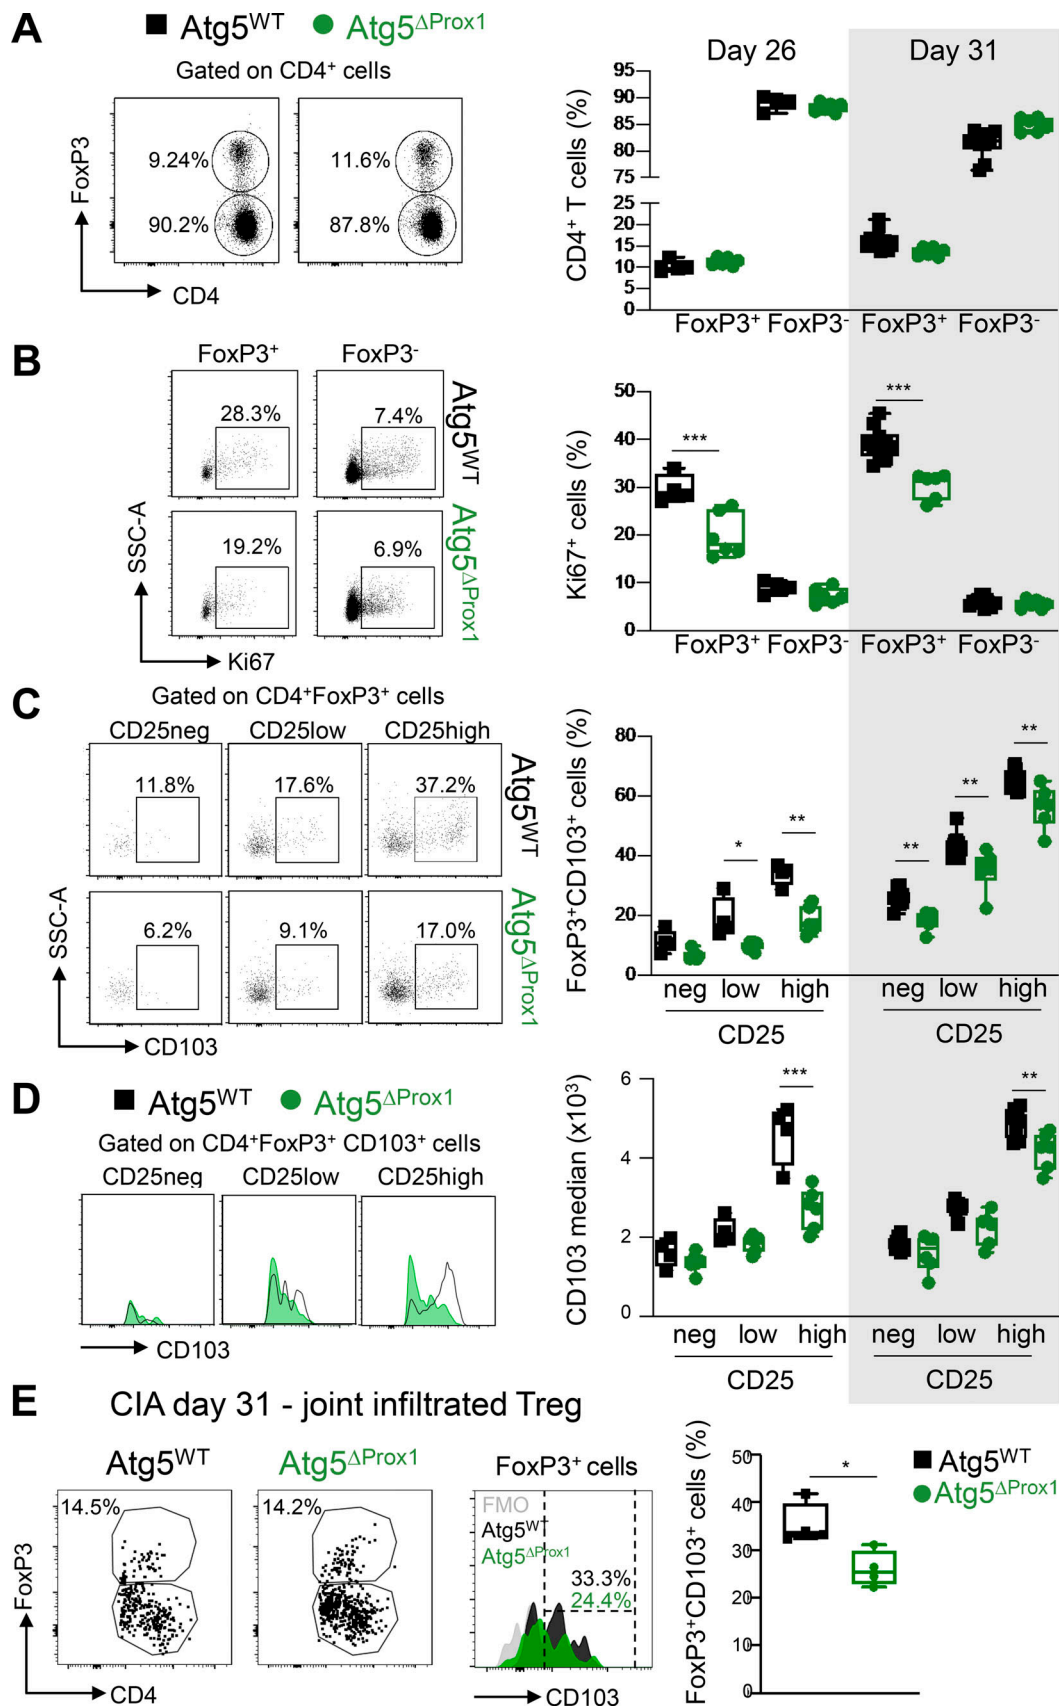 A
Atg5WT Atg5ΔProx1
Gated on CD4+ cells
FoxP3
CD4
9.24%
90.2%
11.6%
87.8%
Day 26 Day 31
CD4+ T cells (%)
95
90
85
80
75
25
20
15
10
5
0
FoxP3+ FoxP3- FoxP3+ FoxP3-
B
FoxP3+ FoxP3-
28.3% 7.4%
Atg5WT
19.2% 6.9%
Atg5ΔProx1
SSC-A
Ki67
Ki67+ cells (%)
50
40
30
20
10
0
*** ***
FoxP3+ FoxP3- FoxP3+ FoxP3-
C
Gated on CD4+FoxP3+ cells
CD25neg CD25low CD25high
11.8% 17.6% 37.2%
Atg5WT
6.2% 9.1% 17.0%
Atg5ΔProx1
SSC-A
CD103
FoxP3+CD103+ cells (%)
80
60
40
20
0
* ** ** ** **
neg low high neg low high
CD25 CD25
D
Atg5WT Atg5ΔProx1
Gated on CD4+FoxP3+ CD103+ cells
CD25neg CD25low CD25high
CD103
CD103 median (x10³)
6
4
2
0
*** **
neg low high neg low high
CD25 CD25
E
CIA day 31 - joint infiltrated Treg
Atg5WT Atg5ΔProx1
14.5% 14.2%
FoxP3
CD4
FoxP3+ cells
FMO
Atg5WT
Atg5ΔProx1
33.3%
24.4%
CD103
FoxP3+CD103+ cells (%)
50
40
30
20
10
0
*
Atg5WT
Atg5ΔProx1